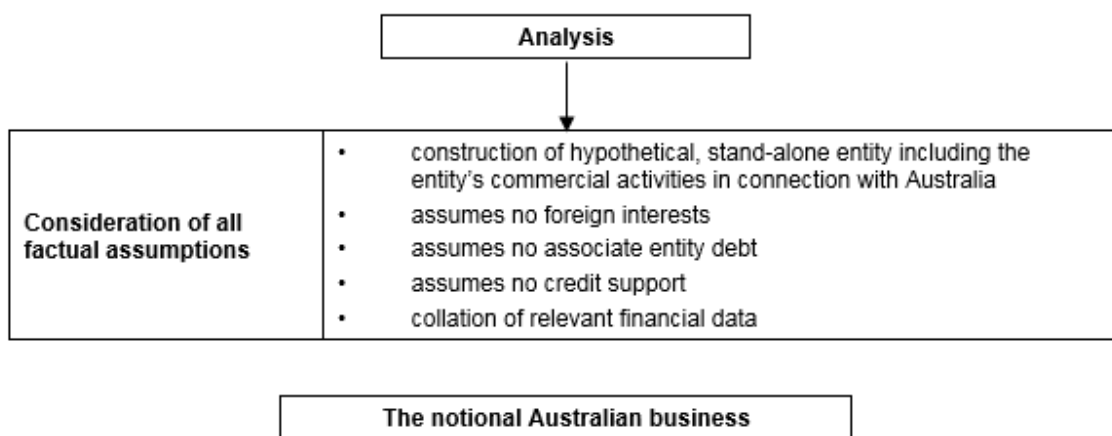 Analysis
• construction of hypothetical, stand-alone entity including the
entity's commercial activities in connection with Australia
Consideration of all
factual assumptions
• assumes no foreign interests
• assumes no associate entity debt
• assumes no credit support
• collation of relevant financial data
The notional Australian business